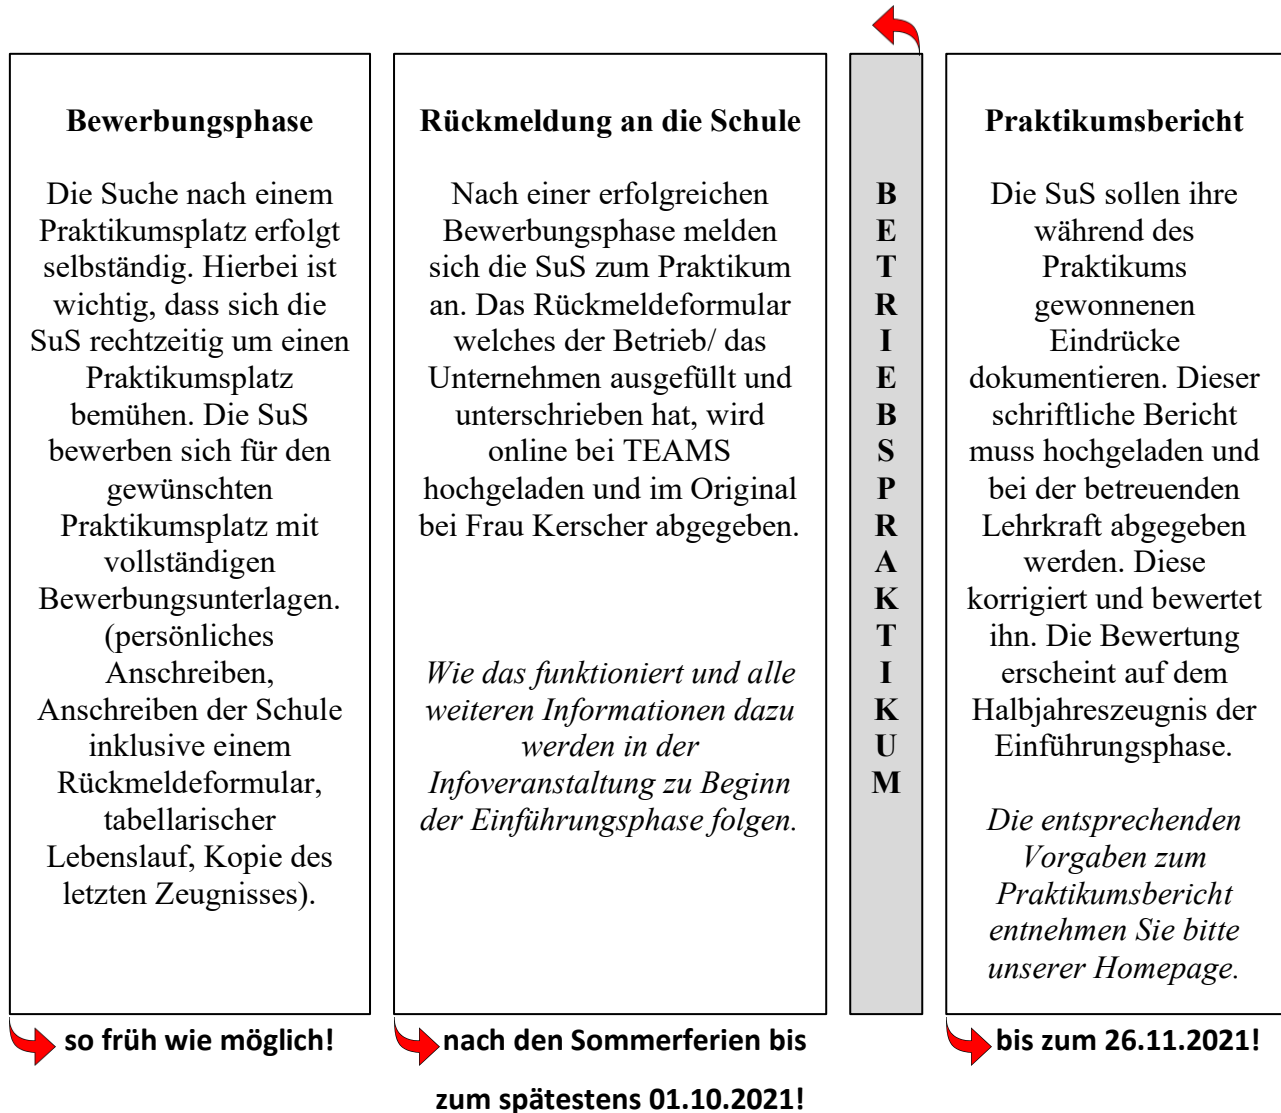 Bewerbungsphase
Die Suche nach einem
Praktikumsplatz erfolgt
selbständig. Hierbei ist
wichtig, dass sich die
SuS rechtzeitig um einen
Praktikumsplatz
bemühen. Die SuS
bewerben sich für den
gewünschten
Praktikumsplatz mit
vollständigen
Bewerbungsunterlagen.
(persönliches
Anschreiben,
Anschreiben der Schule
inklusive einem
Rückmeldeformular,
tabellarischer
Lebenslauf, Kopie des
letzten Zeugnisses).
so früh wie möglich!
Rückmeldung an die Schule
Nach einer erfolgreichen
Bewerbungsphase melden
sich die SuS zum Praktikum
an. Das Rückmeldeformular
welches der Betrieb/ das
Unternehmen ausgefüllt und
unterschrieben hat, wird
online bei TEAMS
hochgeladen und im Original
bei Frau Kerscher abgegeben.
Wie das funktioniert und alle
weiteren Informationen dazu
werden in der
Infoveranstaltung zu Beginn
der Einführungsphase folgen.
nach den Sommerferien bis
zum spätestens 01.10.2021!
B
E
T
R
I
E
B
S
P
R
A
K
T
I
K
U
M
Praktikumsbericht
Die SuS sollen ihre
während des
Praktikums
gewonnenen
Eindrücke
dokumentieren. Dieser
schriftliche Bericht
muss hochgeladen und
bei der betreuenden
Lehrkraft abgegeben
werden. Diese
korrigiert und bewertet
ihn. Die Bewertung
erscheint auf dem
Halbjahreszeugnis der
Einführungsphase.
Die entsprechenden
Vorgaben zum
Praktikumsbericht
entnehmen Sie bitte
unserer Homepage.
bis zum 26.11.2021!